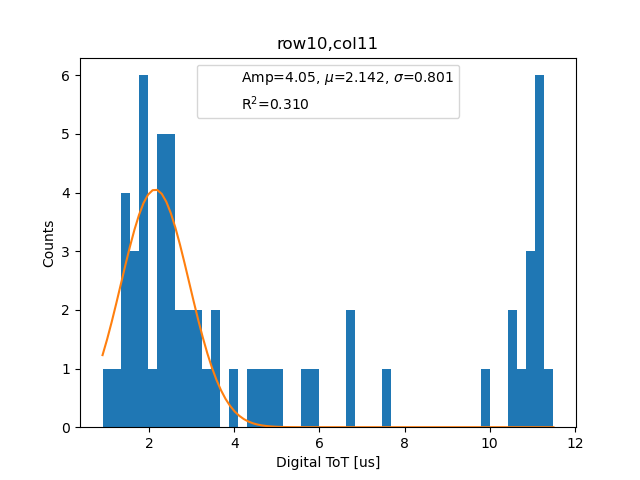 row10,col11
Amp=4.05, μ=2.142, σ=0.801
R²=0.310
Counts
6
5
4
3
2
1
0
2
4
6
8
10
12
Digital ToT [us]